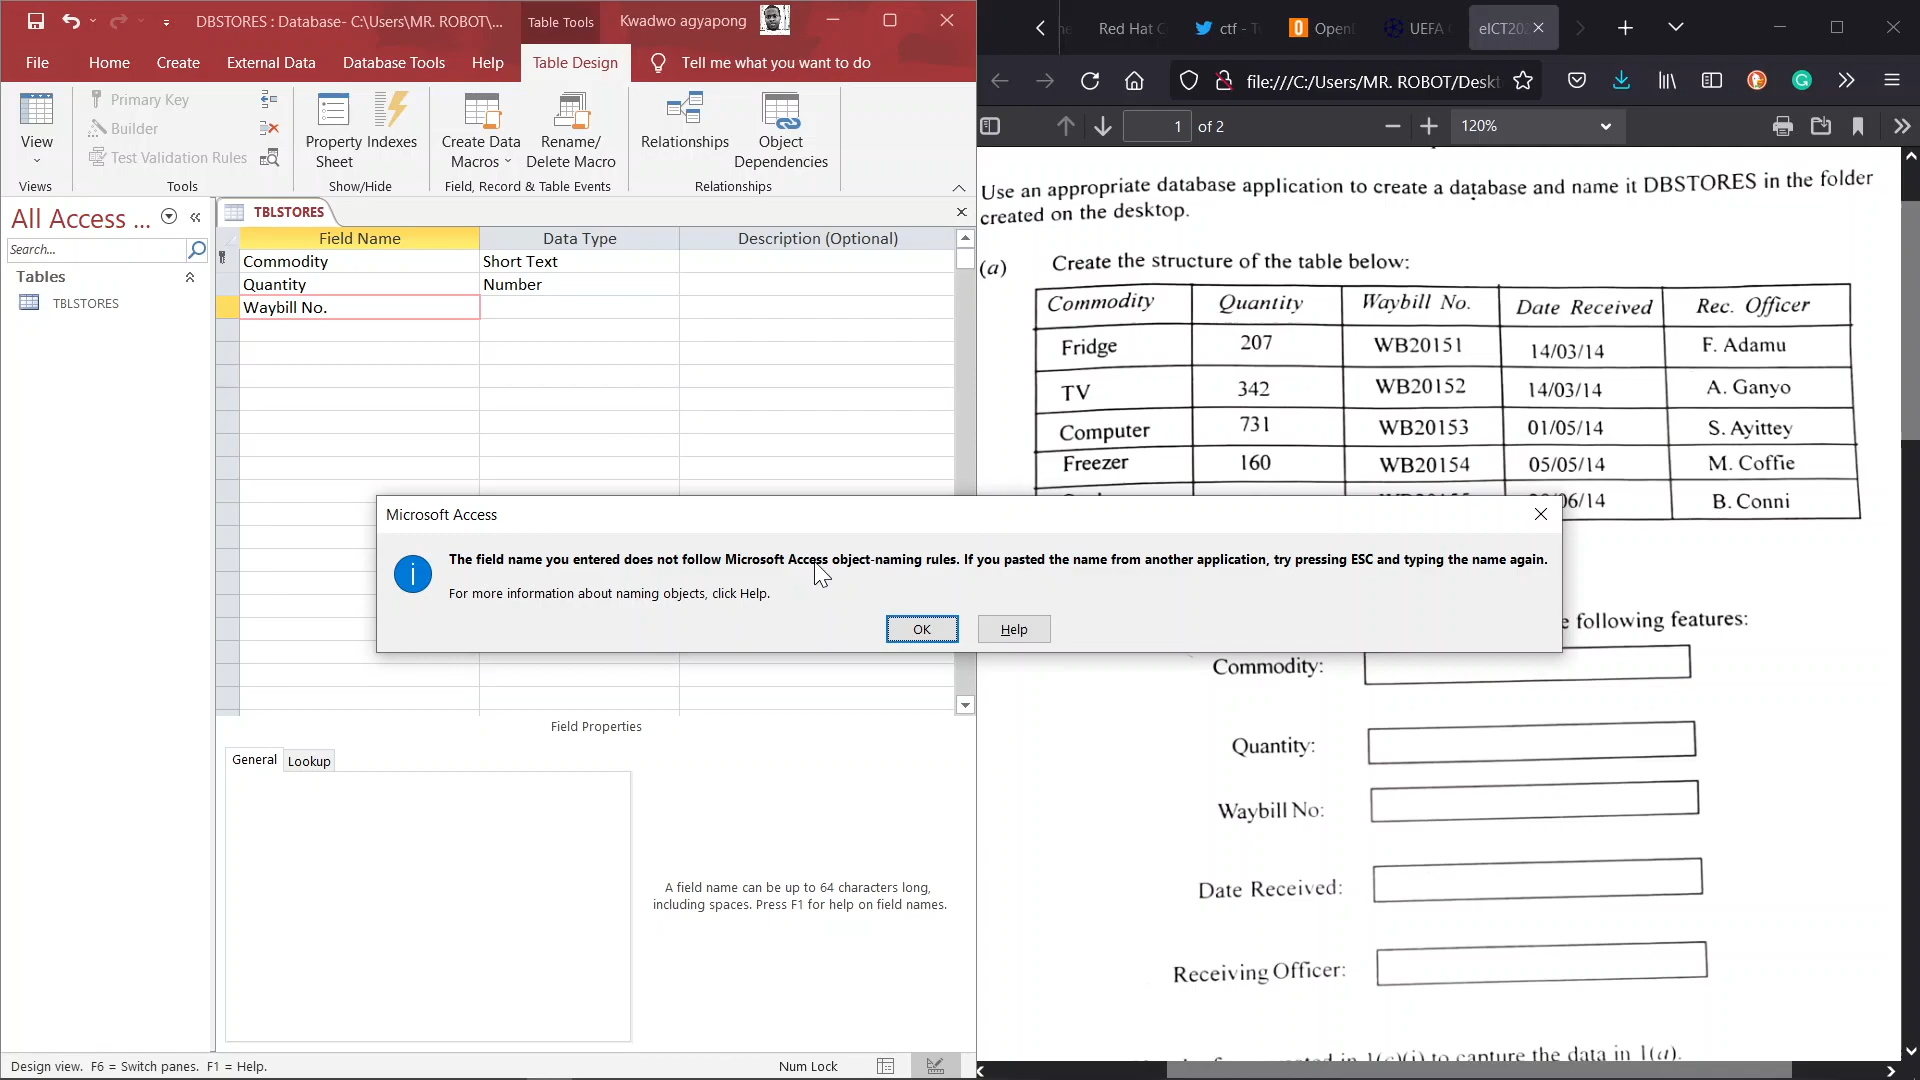 DBSTORES : Database- C:\Users\MR. ROBOT\...
Table Tools
Kwadwo agyapong
File
Home
Create
External Data
Database Tools
Help
Table Design
Tell me what you want to do
View
Primary Key
Builder
Test Validation Rules
Property Sheet
Indexes
Create Data Macros
Rename/ Delete Macro
Relationships
Object Dependencies
Views
Tools
Show/Hide
Field, Record & Table Events
Relationships
All Access ...
Search...
Tables
TBLSTORES
TBLSTORES
Field Name
Data Type
Description (Optional)
Commodity
Short Text
Quantity
Number
Waybill No.
Microsoft Access
The field name you entered does not follow Microsoft Access object-naming rules. If you pasted the name from another application, try pressing ESC and typing the name again.
For more information about naming objects, click Help.
OK
Help
Field Properties
General
Lookup
A field name can be up to 64 characters long,
including spaces. Press F1 for help on field names.
Design view. F6 = Switch panes. F1 = Help.
Num Lock
Red Hat C
ctf - Tw
Open
UEFA
eICT202
file:///C:/Users/MR. ROBOT/Deskt
1 of 2
120%
Use an appropriate database application to create a database and name it DBSTORES in the folder
created on the desktop.
(a) Create the structure of the table below:
Commodity Quantity Waybill No. Date Received Rec. Officer
Fridge 207 WB20151 14/03/14 F. Adamu
TV 342 WB20152 14/03/14 A. Ganyo
Computer 731 WB20153 01/05/14 S. Ayittey
Freezer 160 WB20154 05/05/14 M. Coffie
06/14 B. Conni
e following features:
Commodity:
Quantity:
Waybill No:
Date Received:
Receiving Officer:
to capture the data in 1(a).